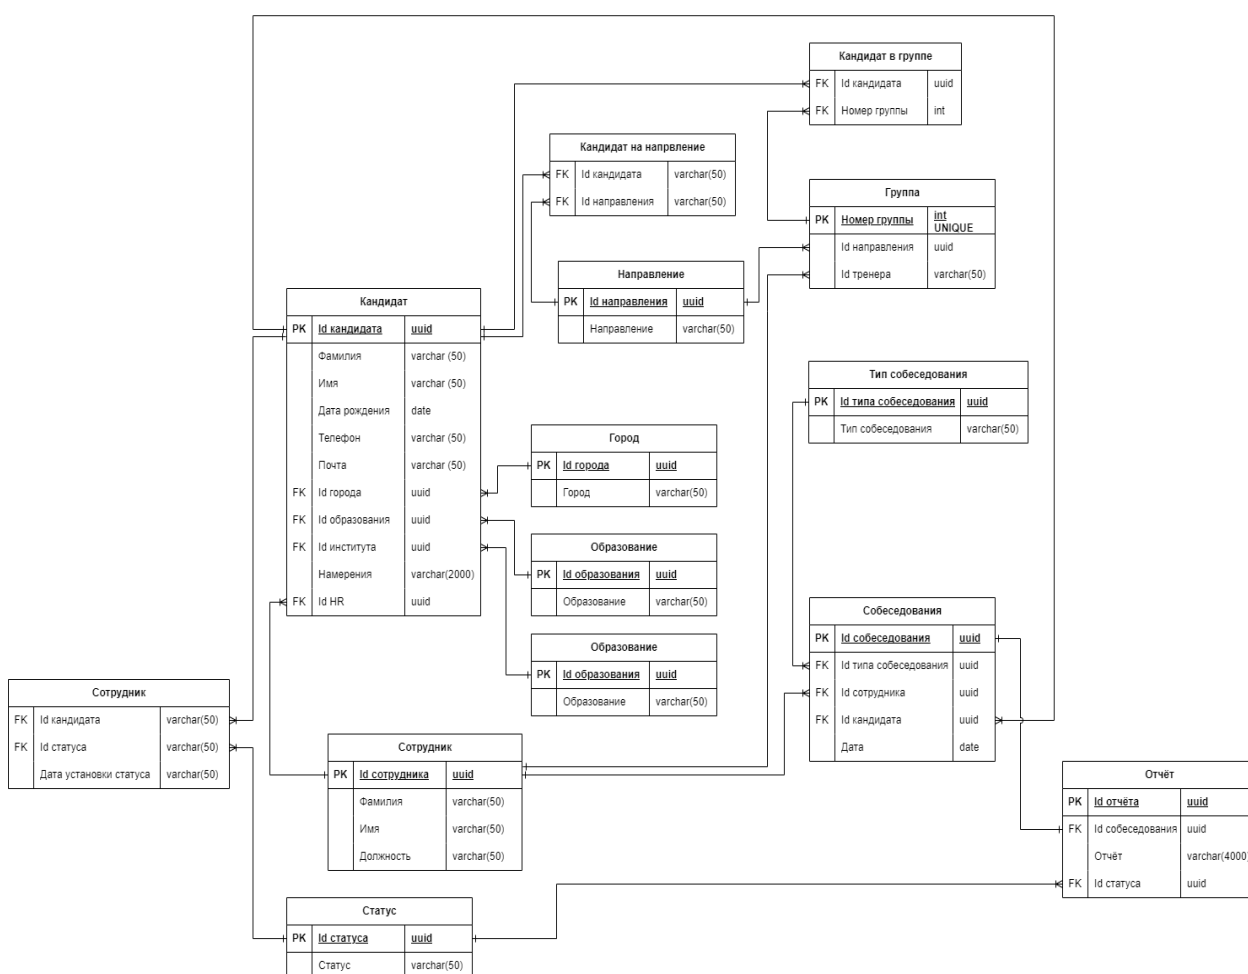 Кандидат в группе
FK Id кандидата uuid
FK Номер группы int
Кандидат на напрвление
FK Id кандидата varchar(50)
FK Id направления varchar(50)
Группа
PK Номер группы int UNIQUE
Id направления uuid
Id тренера varchar(50)
Направление
PK Id направления uuid
Направление varchar(50)
Кандидат
PK Id кандидата uuid
Фамилия varchar (50)
Имя varchar (50)
Дата рождения date
Телефон varchar (50)
Почта varchar (50)
FK Id города uuid
FK Id образования uuid
FK Id института uuid
Намерения varchar(2000)
FK Id HR uuid
Тип собеседования
PK Id типа собеседования uuid
Тип собеседования varchar(50)
Город
PK Id города uuid
Город varchar(50)
Образование
PK Id образования uuid
Образование varchar(50)
Образование
PK Id образования uuid
Образование varchar(50)
Собеседования
PK Id собеседования uuid
FK Id типа собеседования uuid
FK Id сотрудника uuid
FK Id кандидата uuid
Дата date
Сотрудник
FK Id кандидата varchar(50)
FK Id статуса varchar(50)
Дата установки статуса varchar(50)
Сотрудник
PK Id сотрудника uuid
Фамилия varchar(50)
Имя varchar(50)
Должность varchar(50)
Отчёт
PK Id отчёта uuid
FK Id собеседования uuid
Отчёт varchar(4000)
FK Id статуса uuid
Статус
PK Id статуса uuid
Статус varchar(50)